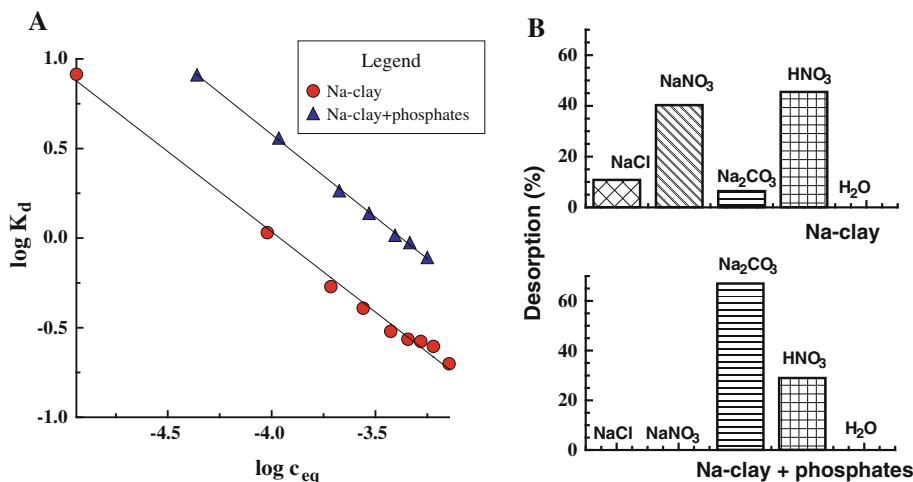 A
log K_d
1.0
0.5
0.0
-0.5
-1.0
-4.5 -4.0 -3.5
log c_eq
Legend
Na-clay
Na-clay+phosphates
B
Desorption (%)
60
40
20
0
NaCl
NaNO₃
Na₂CO₃
HNO₃
H₂O
Na-clay
60
40
20
0
NaCl
NaNO₃
Na₂CO₃
HNO₃
H₂O
Na-clay + phosphates